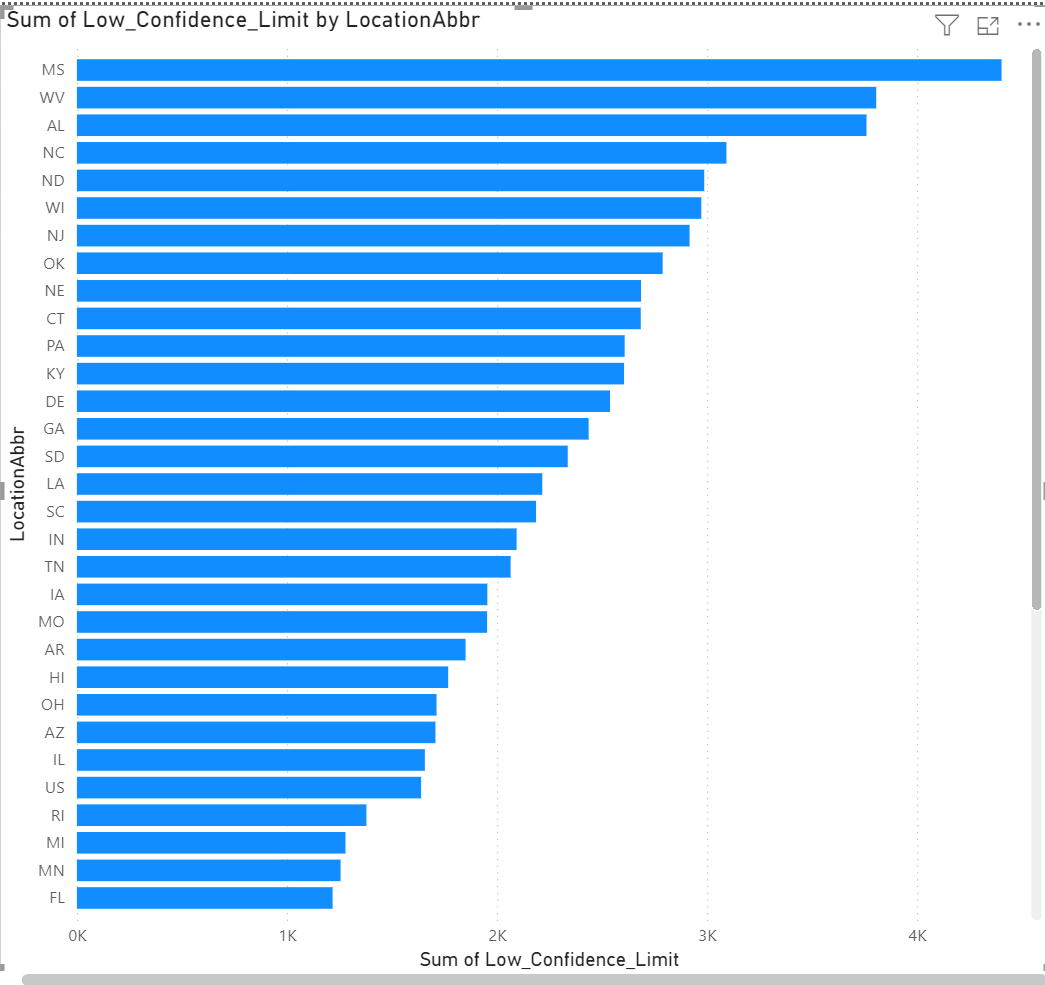 Sum of Low_Confidence_Limit by LocationAbbr
MS
WV
AL
NC
ND
WI
NJ
OK
NE
CT
PA
KY
DE
GA
SD
LA
SC
IN
TN
IA
MO
AR
HI
OH
AZ
IL
US
RI
MI
MN
FL
LocationAbbr
0K 1K 2K 3K 4K
Sum of Low_Confidence_Limit